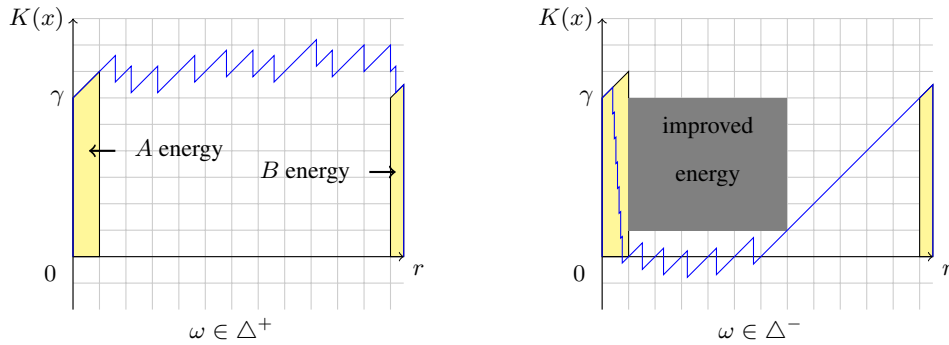 K(x)
γ
A energy
B energy
0
r
ω ∈ △⁺
K(x)
γ
improved
energy
0
r
ω ∈ △⁻